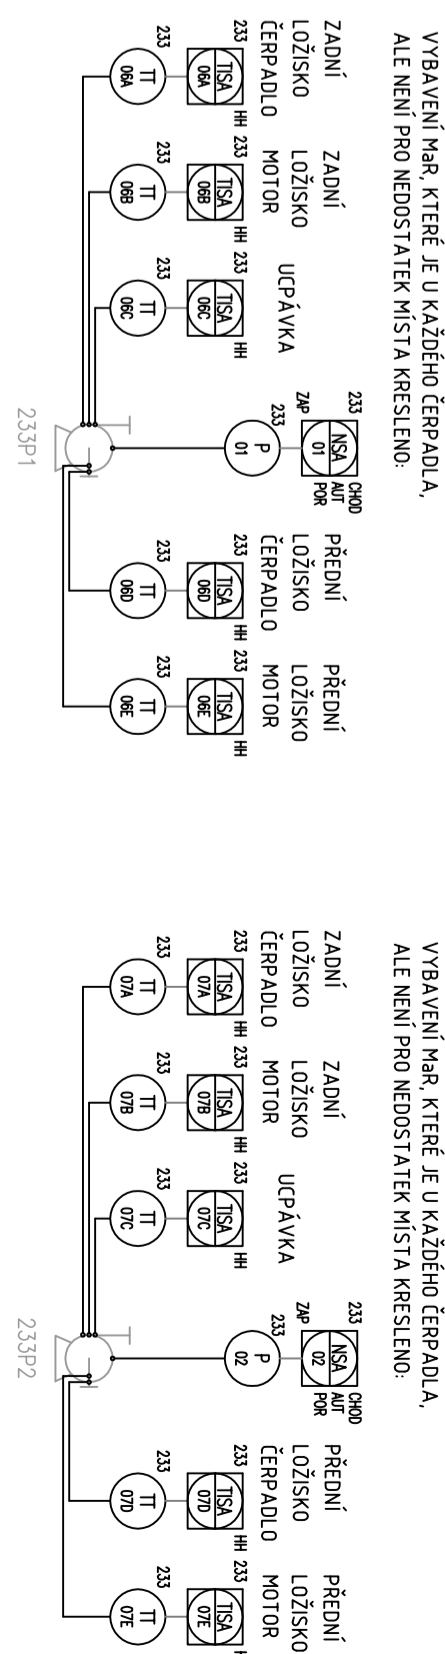 VYBAVENÍ MaR, KTERÉ JE U KAŽDÉHO ČERPADLA,
ALE NENÍ PRO NEDOSTATEK MÍSTA KRESLENO:
ZADNÍ
LOŽISKO
ČERPADLO
233
TISA
06A
HH
233
TT
06A
ZADNÍ
LOŽISKO
MOTOR
233
TISA
06B
HH
233
TT
06B
UCPÁVKA
233
TISA
06C
HH
233
TT
06C
233
NSA
01
CHOD
AUT
POR
ZAP
233
P
01
PŘEDNÍ
LOŽISKO
ČERPADLO
233
TISA
06D
HH
233
TT
06D
PŘEDNÍ
LOŽISKO
MOTOR
233
TISA
06E
HH
233
TT
06E
233P1
VYBAVENÍ MaR, KTERÉ JE U KAŽDÉHO ČERPADLA,
ALE NENÍ PRO NEDOSTATEK MÍSTA KRESLENO:
ZADNÍ
LOŽISKO
ČERPADLO
233
TISA
07A
HH
233
TT
07A
ZADNÍ
LOŽISKO
MOTOR
233
TISA
07B
HH
233
TT
07B
UCPÁVKA
233
TISA
07C
HH
233
TT
07C
233
NSA
02
CHOD
AUT
POR
ZAP
233
P
02
PŘEDNÍ
LOŽISKO
ČERPADLO
233
TISA
07D
HH
233
TT
07D
PŘEDNÍ
LOŽISKO
MOTOR
233
TISA
07E
233
TT
07E
233P2